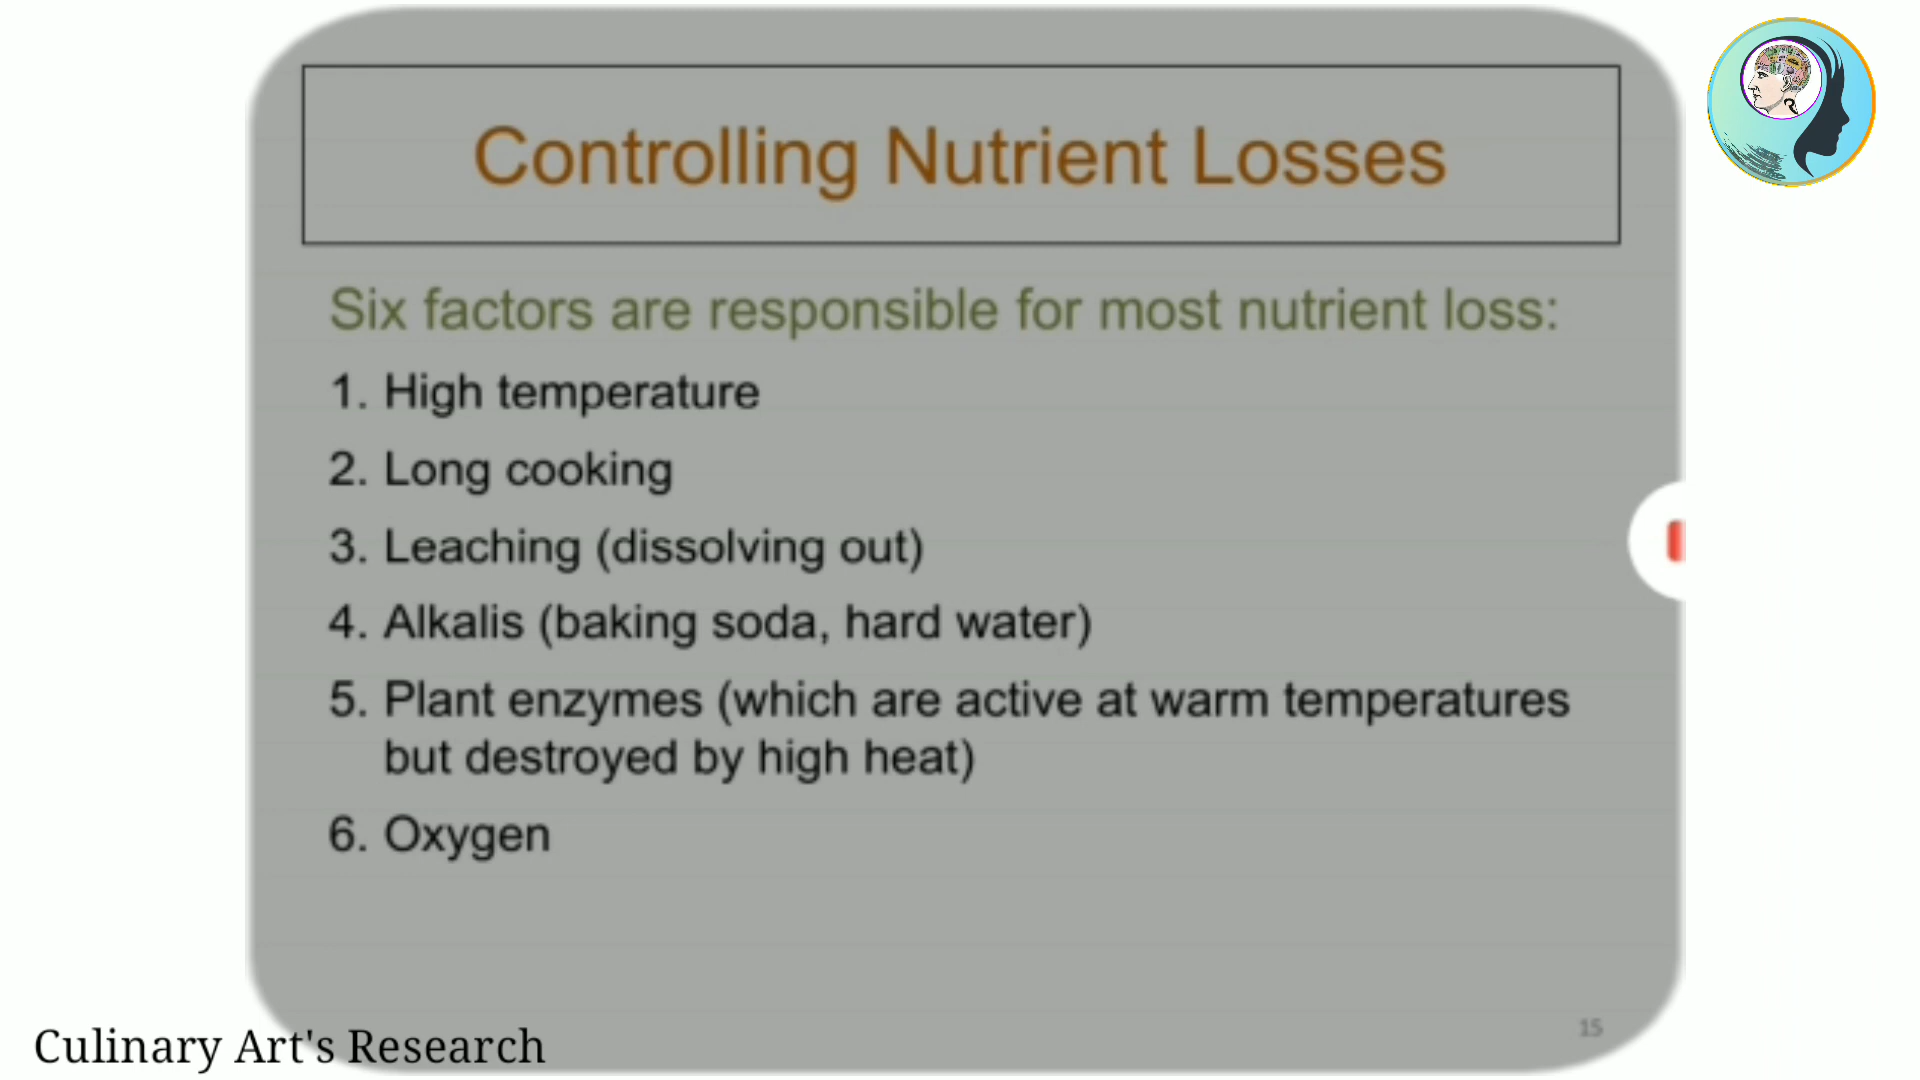 Controlling Nutrient Losses
Six factors are responsible for most nutrient loss:
1. High temperature
2. Long cooking
3. Leaching (dissolving out)
4. Alkalis (baking soda, hard water)
5. Plant enzymes (which are active at warm temperatures
but destroyed by high heat)
6. Oxygen
15
Culinary Art's Research